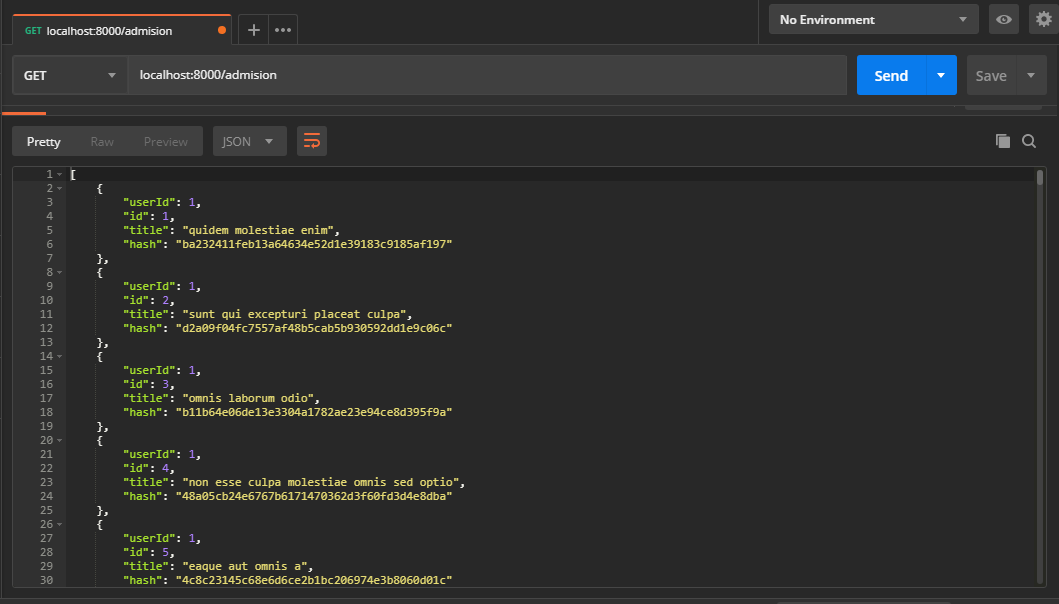 GET localhost:8000/admision
No Environment
GET localhost:8000/admision Send Save
Pretty Raw Preview JSON
1 [
2 {
3 "userId": 1,
4 "id": 1,
5 "title": "quidem molestiae enim",
6 "hash": "ba232411feb13a64634e52d1e39183c9185af197"
7 },
8 {
9 "userId": 1,
10 "id": 2,
11 "title": "sunt qui excepturi placeat culpa",
12 "hash": "d2a09f04fc7557af48b5cab5b930592dd1e9c06c"
13 },
14 {
15 "userId": 1,
16 "id": 3,
17 "title": "omnis laborum odio",
18 "hash": "b11b64e06de13e3304a1782ae23e94ce8d395f9a"
19 },
20 {
21 "userId": 1,
22 "id": 4,
23 "title": "non esse culpa molestiae omnis sed optio",
24 "hash": "48a05cb24e6767b6171470362d3f60fd3d4e8dba"
25 },
26 {
27 "userId": 1,
28 "id": 5,
29 "title": "eaque aut omnis a",
30 "hash": "4c8c23145c68e6d6ce2b1bc206974e3b8060d01c"